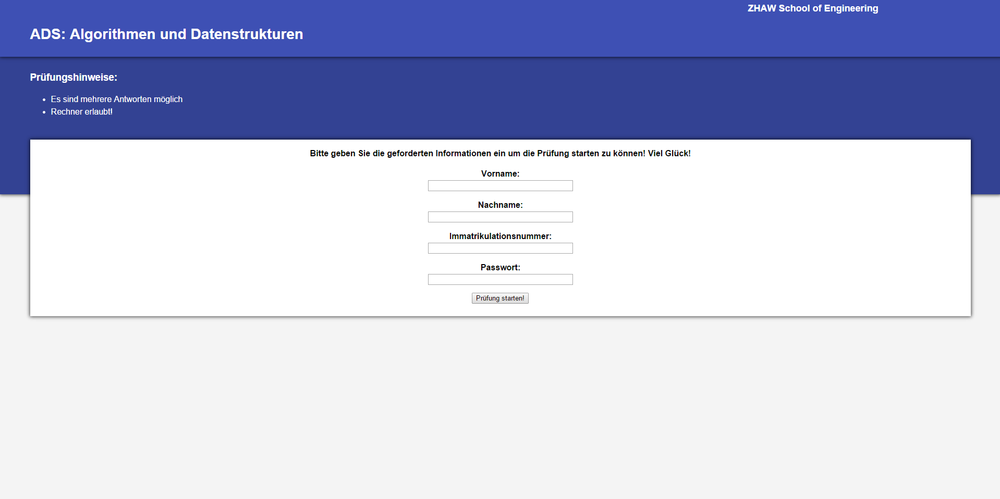 ZHAW School of Engineering
ADS: Algorithmen und Datenstrukturen
Prüfungshinweise:
• Es sind mehrere Antworten möglich
• Rechner erlaubt!
Bitte geben Sie die geforderten Informationen ein um die Prüfung starten zu können! Viel Glück!
Vorname:
Nachname:
Immatrikulationsnummer:
Passwort:
Prüfung starten!